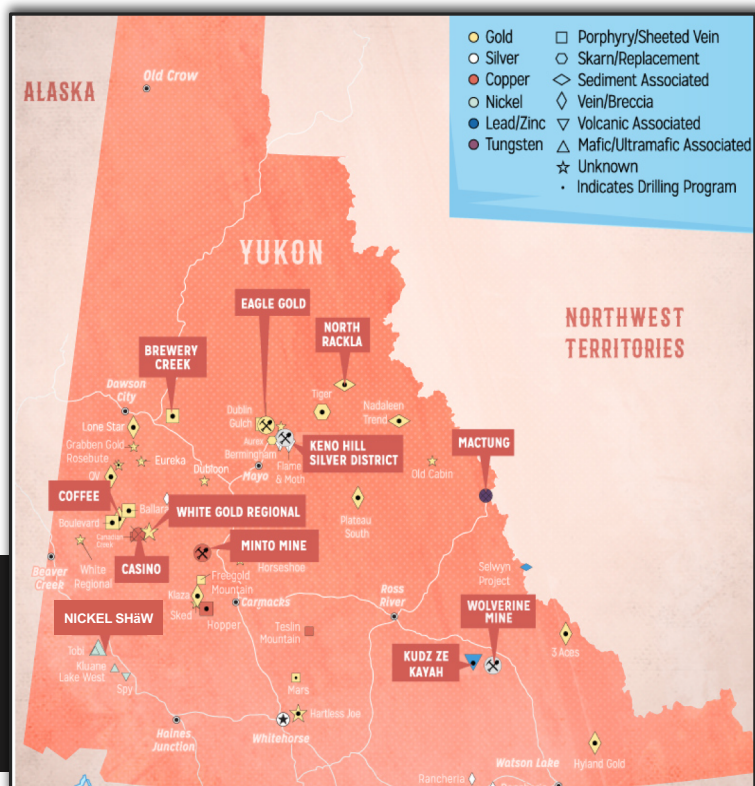 Gold
Silver
Copper
Nickel
Lead/Zinc
Tungsten
Porphyry/Sheeted Vein
Skarn/Replacement
Sediment Associated
Vein/Breccia
Volcanic Associated
Mafic/Ultramafic Associated
Unknown
Indicates Drilling Program
ALASKA
Old Crow
YUKON
NORTHWEST
TERRITORIES
EAGLE GOLD
NORTH
RACKLA
BREWERY
CREEK
Dawson
City
Tiger
Nadaleen
Trend
Dublin
Gulch
Lone Star
Aurex
Bermingham
KENO HILL
SILVER DISTRICT
MACTUNG
Grabben Gold
Rosebute
Eureka
Flame
& Moth
Mayo
Dubloon
Old Cabin
QV
COFFEE
Ballara
WHITE GOLD REGIONAL
Boulevard
Canadian
Creek
Plateau
South
MINTO MINE
CASINO
White
Regional
Beaver
Creek
Horseshoe
Selwyn
Project
Freegold
Mountain
Klaza
Sked
Carmacks
Hopper
Ross
River
WOLVERINE
MINE
NICKEL SHäW
Teslin
Mountain
Tobi
Kluane
Lake West
Spy
KUDZ ZE
KAYAH
3 Aces
Mars
Hartless Joe
Haines
Junction
Whitehorse
Watson Lake
Hyland Gold
Rancheria